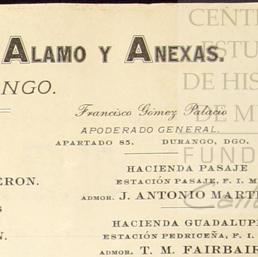 CENT
ALAMO Y ANEXAS.
ESTU
NGO.
DE HIS
Francisco Gómez Palacio
DE M
APODERADO GENERAL.
APARTADO 85. DURANGO, DGO.
FUND
HACIENDA PASAJE
ERON. ESTACIÓN PASAJE, F. I. M
ADMOR. J. ANTONIO MART
HACIENDA GUADALUP
N. ESTACIÓN PEDRICEÑA, F. I.
ADMOR. T. M. FAIRBAIR